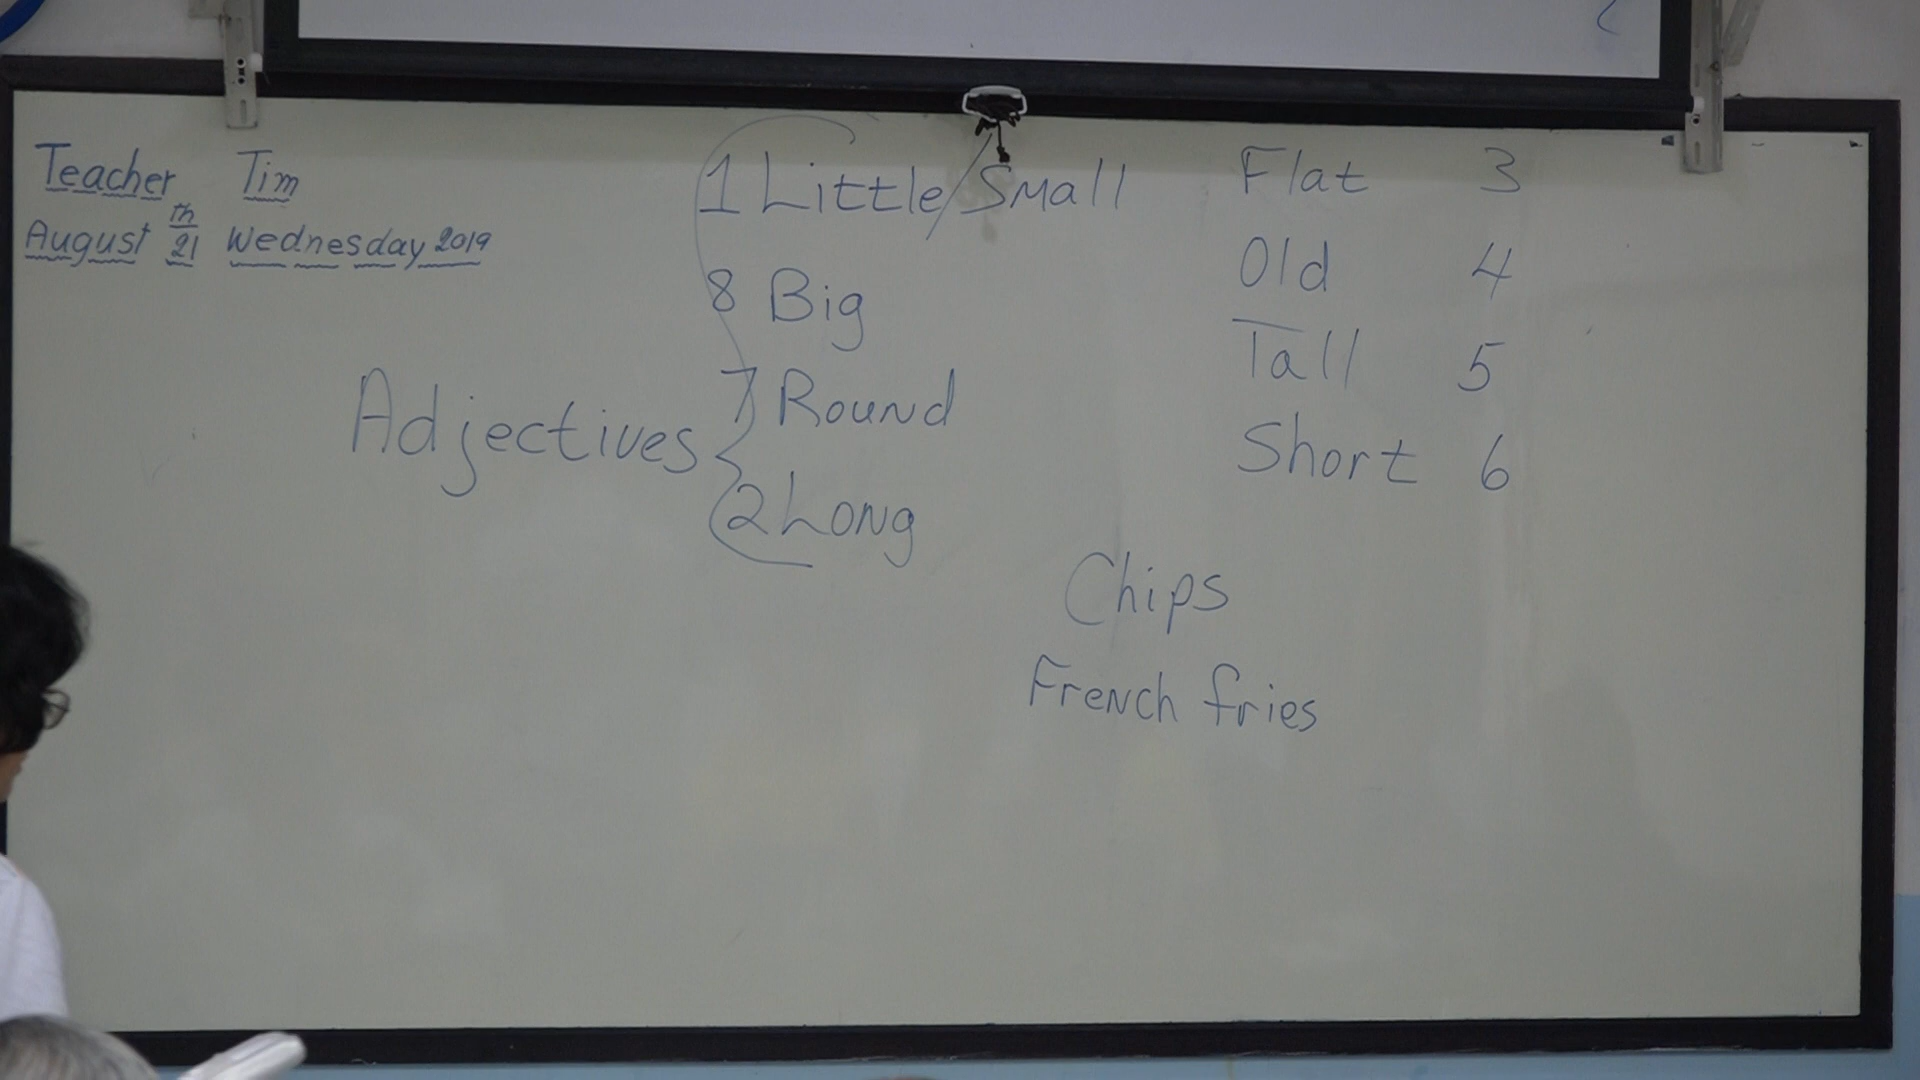 Teacher Tim
August 21th Wednesday 2019
Adjectives
1 Little/Small
8 Big
7 Round
2 Long
Flat 3
Old 4
Tall 5
Short 6
Chips
French fries